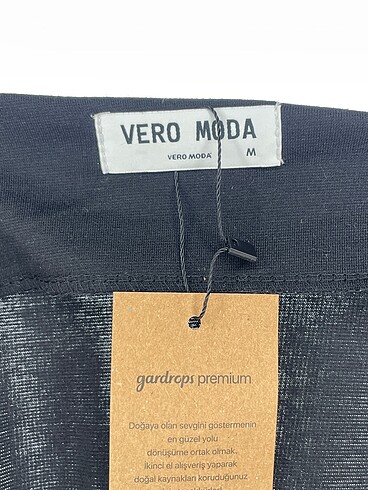 VERO MODA
VERO MODA
M
gardrops premium
Doğaya olan sevgini göstermenin
en güzel yolu
dönüşüme ortak olmak.
İkinci el alışveriş yaparak
doğal kaynakları koruduğunuz